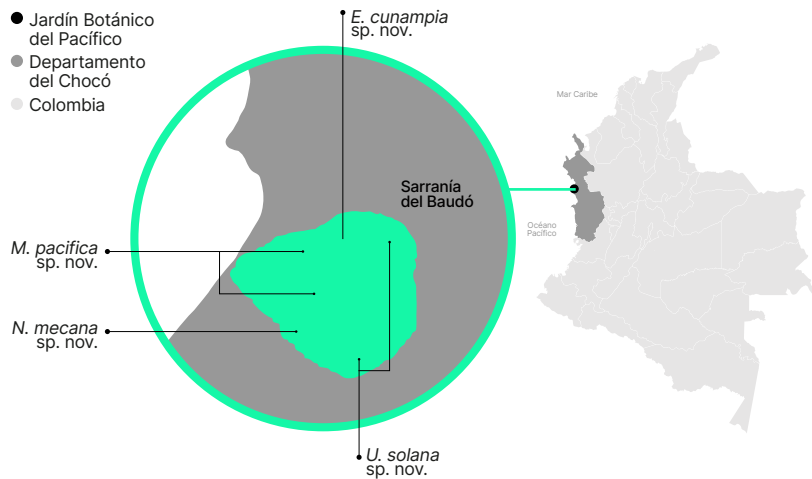 Jardín Botánico
del Pacífico
Departamento
del Chocó
Colombia
E. cunampia
sp. nov.
Mar Caribe
Sarranía
del Baudó
Océano
Pacífico
M. pacifica
sp. nov.
N. mecana
sp. nov.
U. solana
sp. nov.